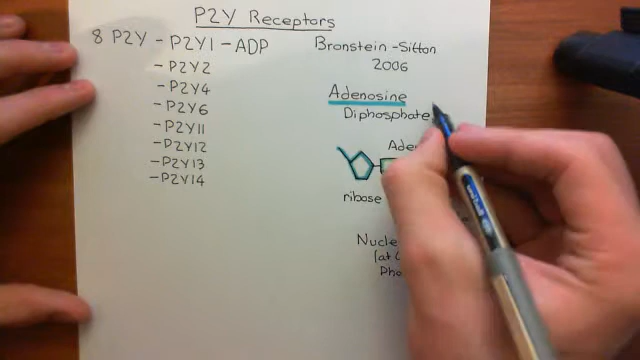 P2Y Receptors
8 P2Y - P2Y1 - ADP
- P2Y2
- P2Y4
- P2Y6
- P2Y11
- P2Y12
- P2Y13
- P2Y14
Bronstein-Sitton
2006
Adenosine
Diphosphate
ribose